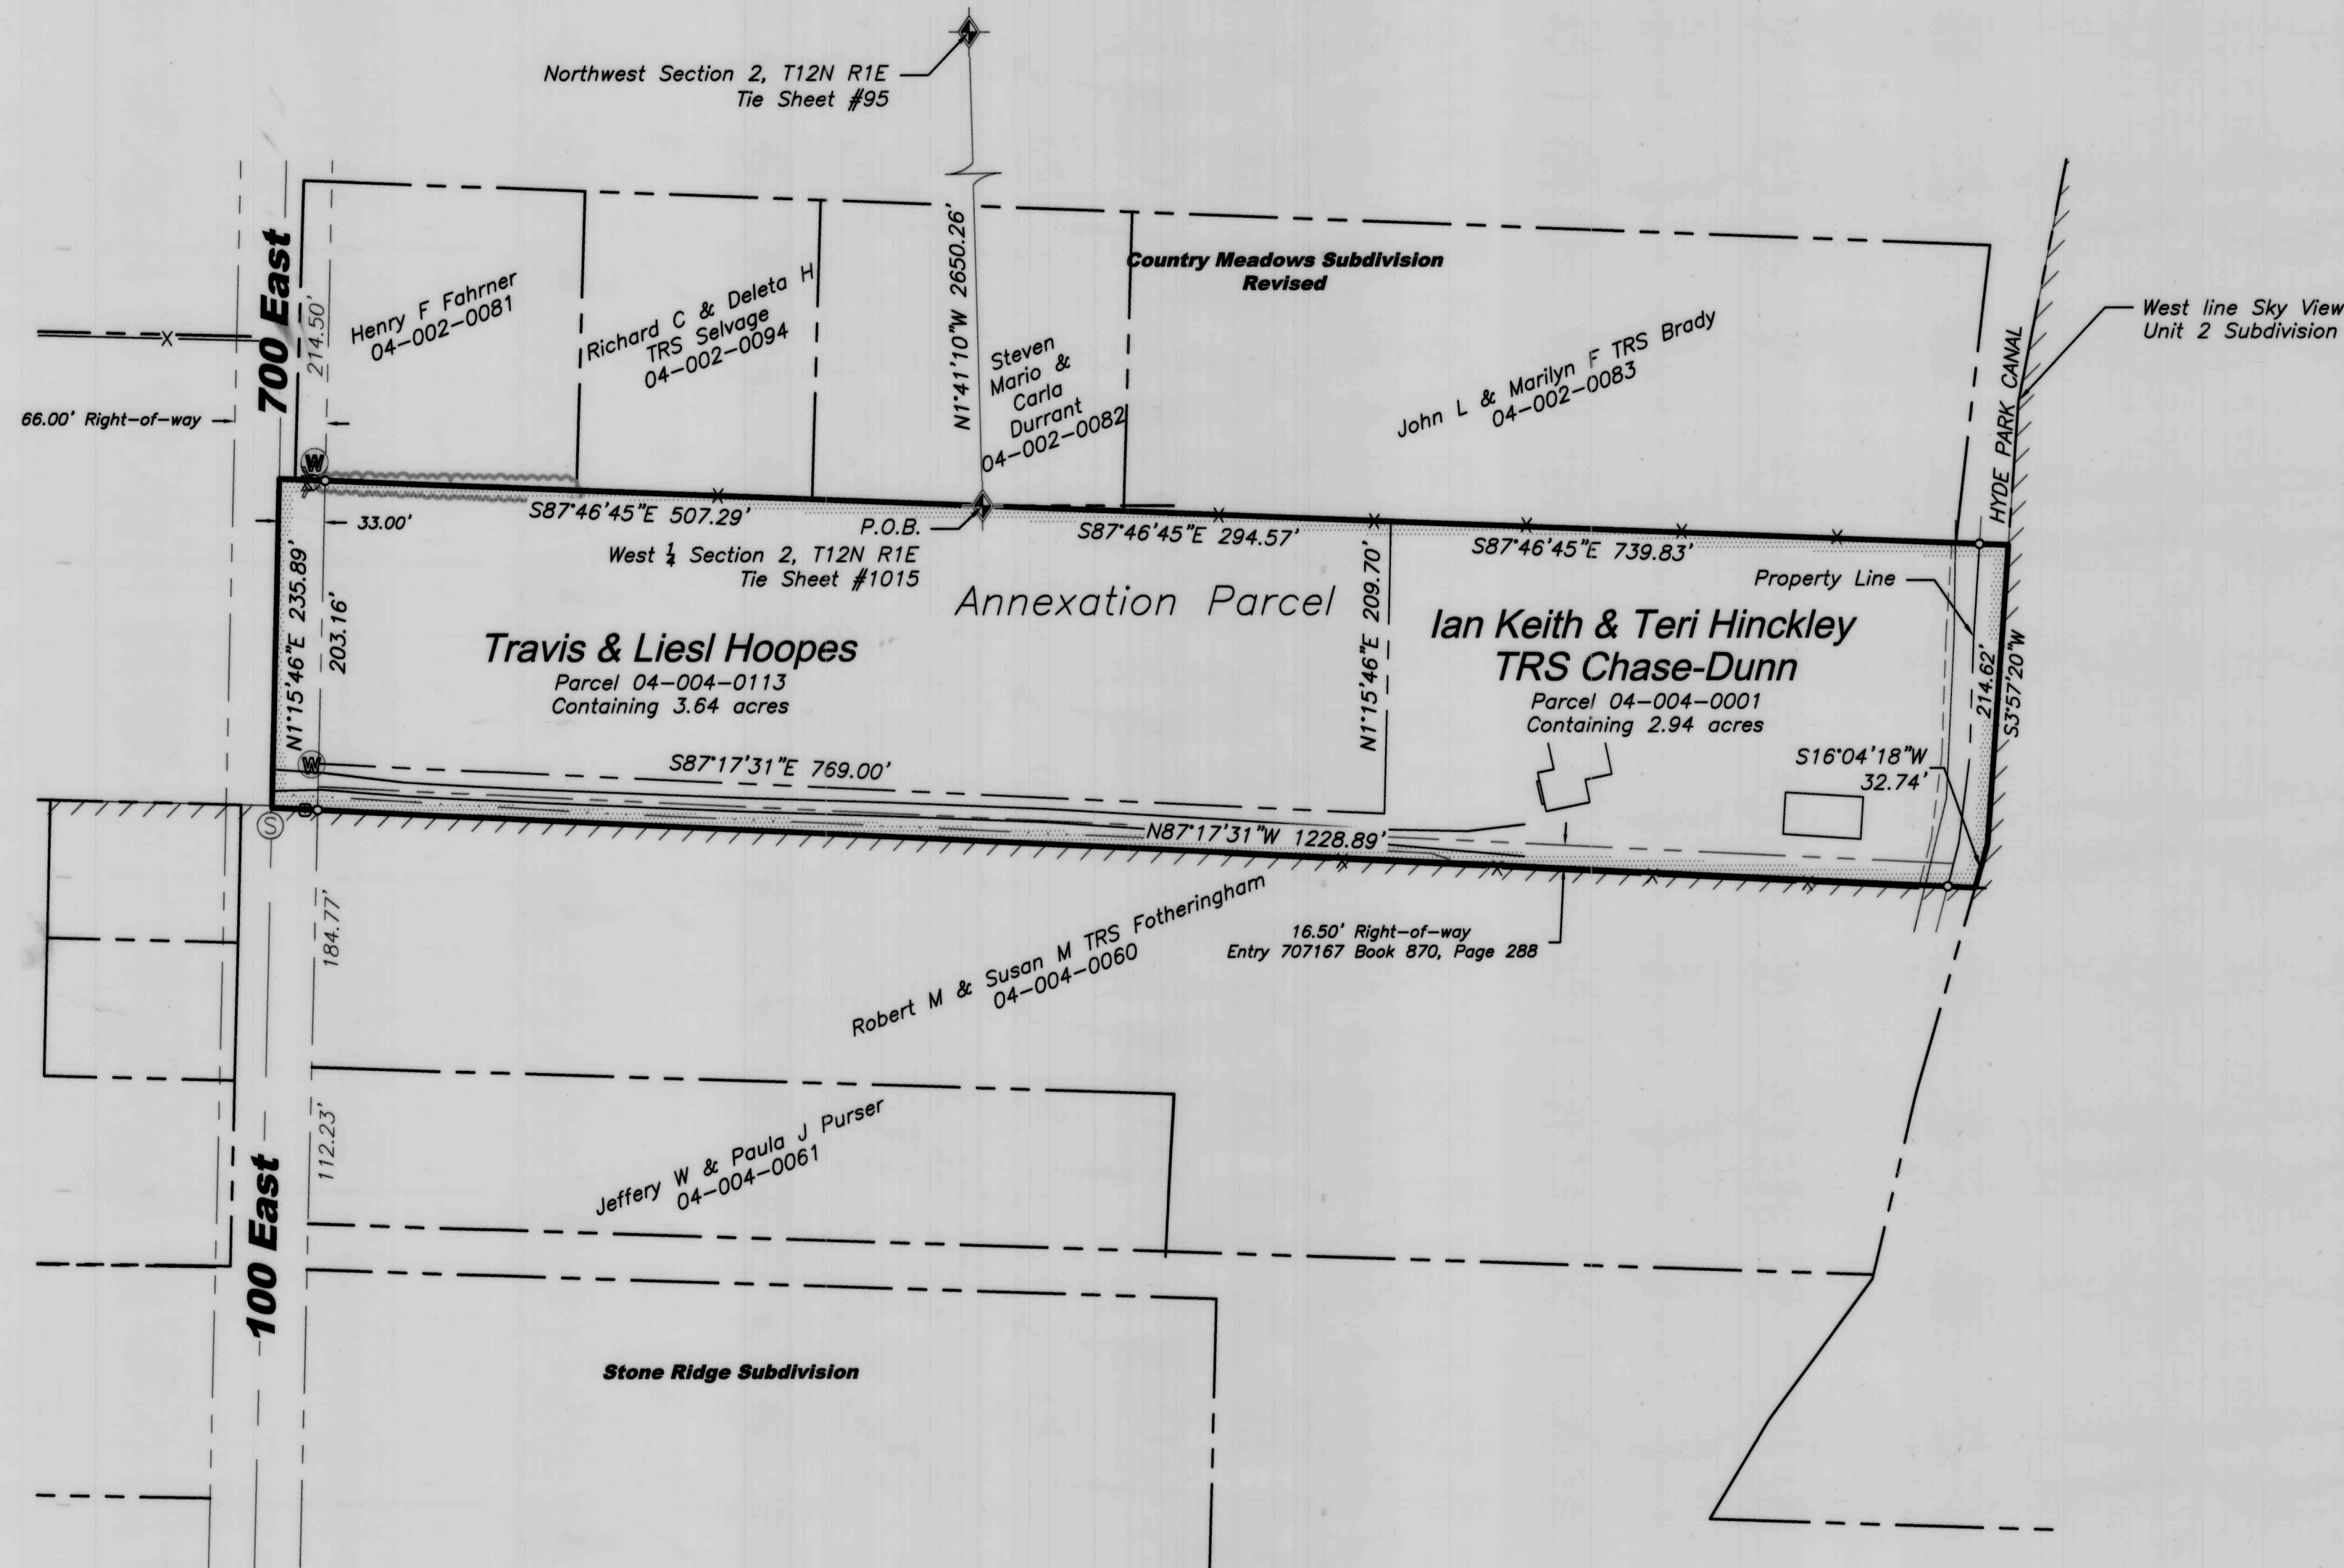 Northwest Section 2, T12N R1E
Tie Sheet #95
700 East
214.50'
Henry F Fahrner
04-002-0081
Richard C & Deleta H
TRS Selvage
04-002-0094
N1°41'10"W 2650.26'
Steven
Mario &
Carla
Durrant
04-002-0082
Country Meadows Subdivision
Revised
John L & Marilyn F TRS Brady
04-002-0083
HYDE PARK CANAL
West line Sky View
Unit 2 Subdivision
66.00' Right-of-way
W
33.00'
S87°46'45"E 507.29'
P.O.B.
West ¼ Section 2, T12N R1E
Tie Sheet #1015
S87°46'45"E 294.57'
S87°46'45"E 739.83'
Property Line
N1°15'46"E 235.89'
203.16'
Annexation Parcel
N1°15'46"E 209.70'
Travis & Liesl Hoopes
Parcel 04-004-0113
Containing 3.64 acres
Ian Keith & Teri Hinckley
TRS Chase-Dunn
Parcel 04-004-0001
Containing 2.94 acres
214.62'
S3°57'20"W
S16°04'18"W
32.74'
W
S87°17'31"E 769.00'
S
N87°17'31"W 1228.89'
184.77'
Robert M & Susan M TRS Fotheringham
04-004-0060
16.50' Right-of-way
Entry 707167 Book 870, Page 288
112.23'
Jeffery W & Paula J Purser
04-004-0061
100 East
Stone Ridge Subdivision